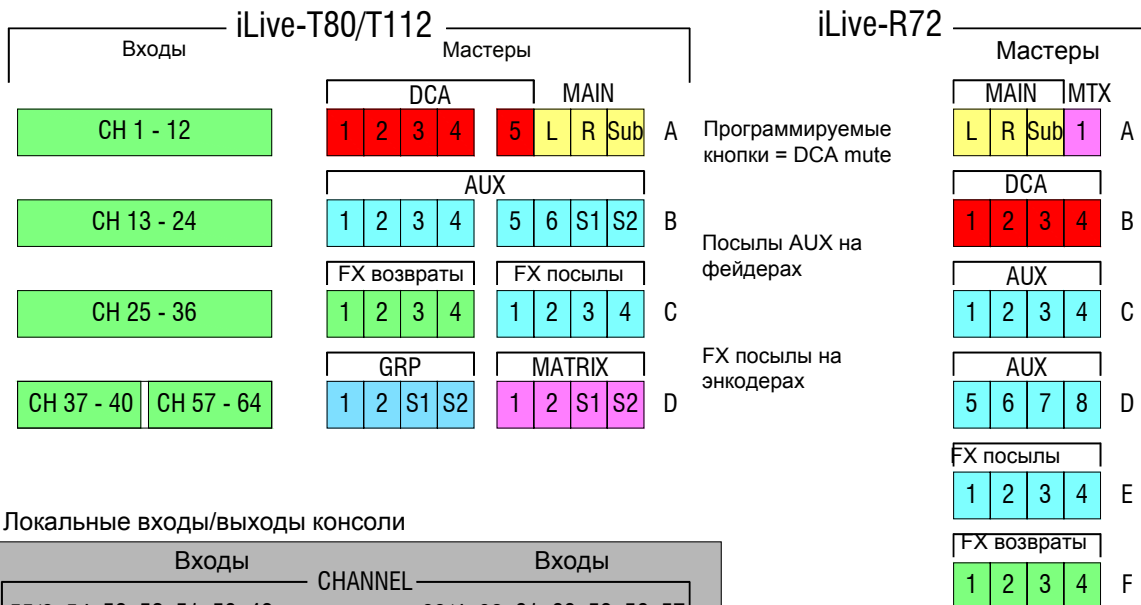 iLive-T80/T112
Входы
Мастеры
DCA
MAIN
CH 1 - 12
1 2 3 4
5 L R Sub
A
Программируемые
кнопки = DCA mute
AUX
CH 13 - 24
1 2 3 4
5 6 S1 S2
B
Посылы AUX на
фейдерах
FX возвраты
FX посылы
CH 25 - 36
1 2 3 4
1 2 3 4
C
FX посылы на
энкодерах
GRP
MATRIX
CH 37 - 40
CH 57 - 64
1 2 S1 S2
1 2 S1 S2
D
iLive-R72
Мастеры
MAIN
MTX
L R Sub 1
A
DCA
1 2 3 4
B
AUX
1 2 3 4
C
AUX
5 6 7 8
D
FX посылы
1 2 3 4
E
FX возвраты
1 2 3 4
F
Локальные входы/выходы консоли
Входы
Входы
CHANNEL